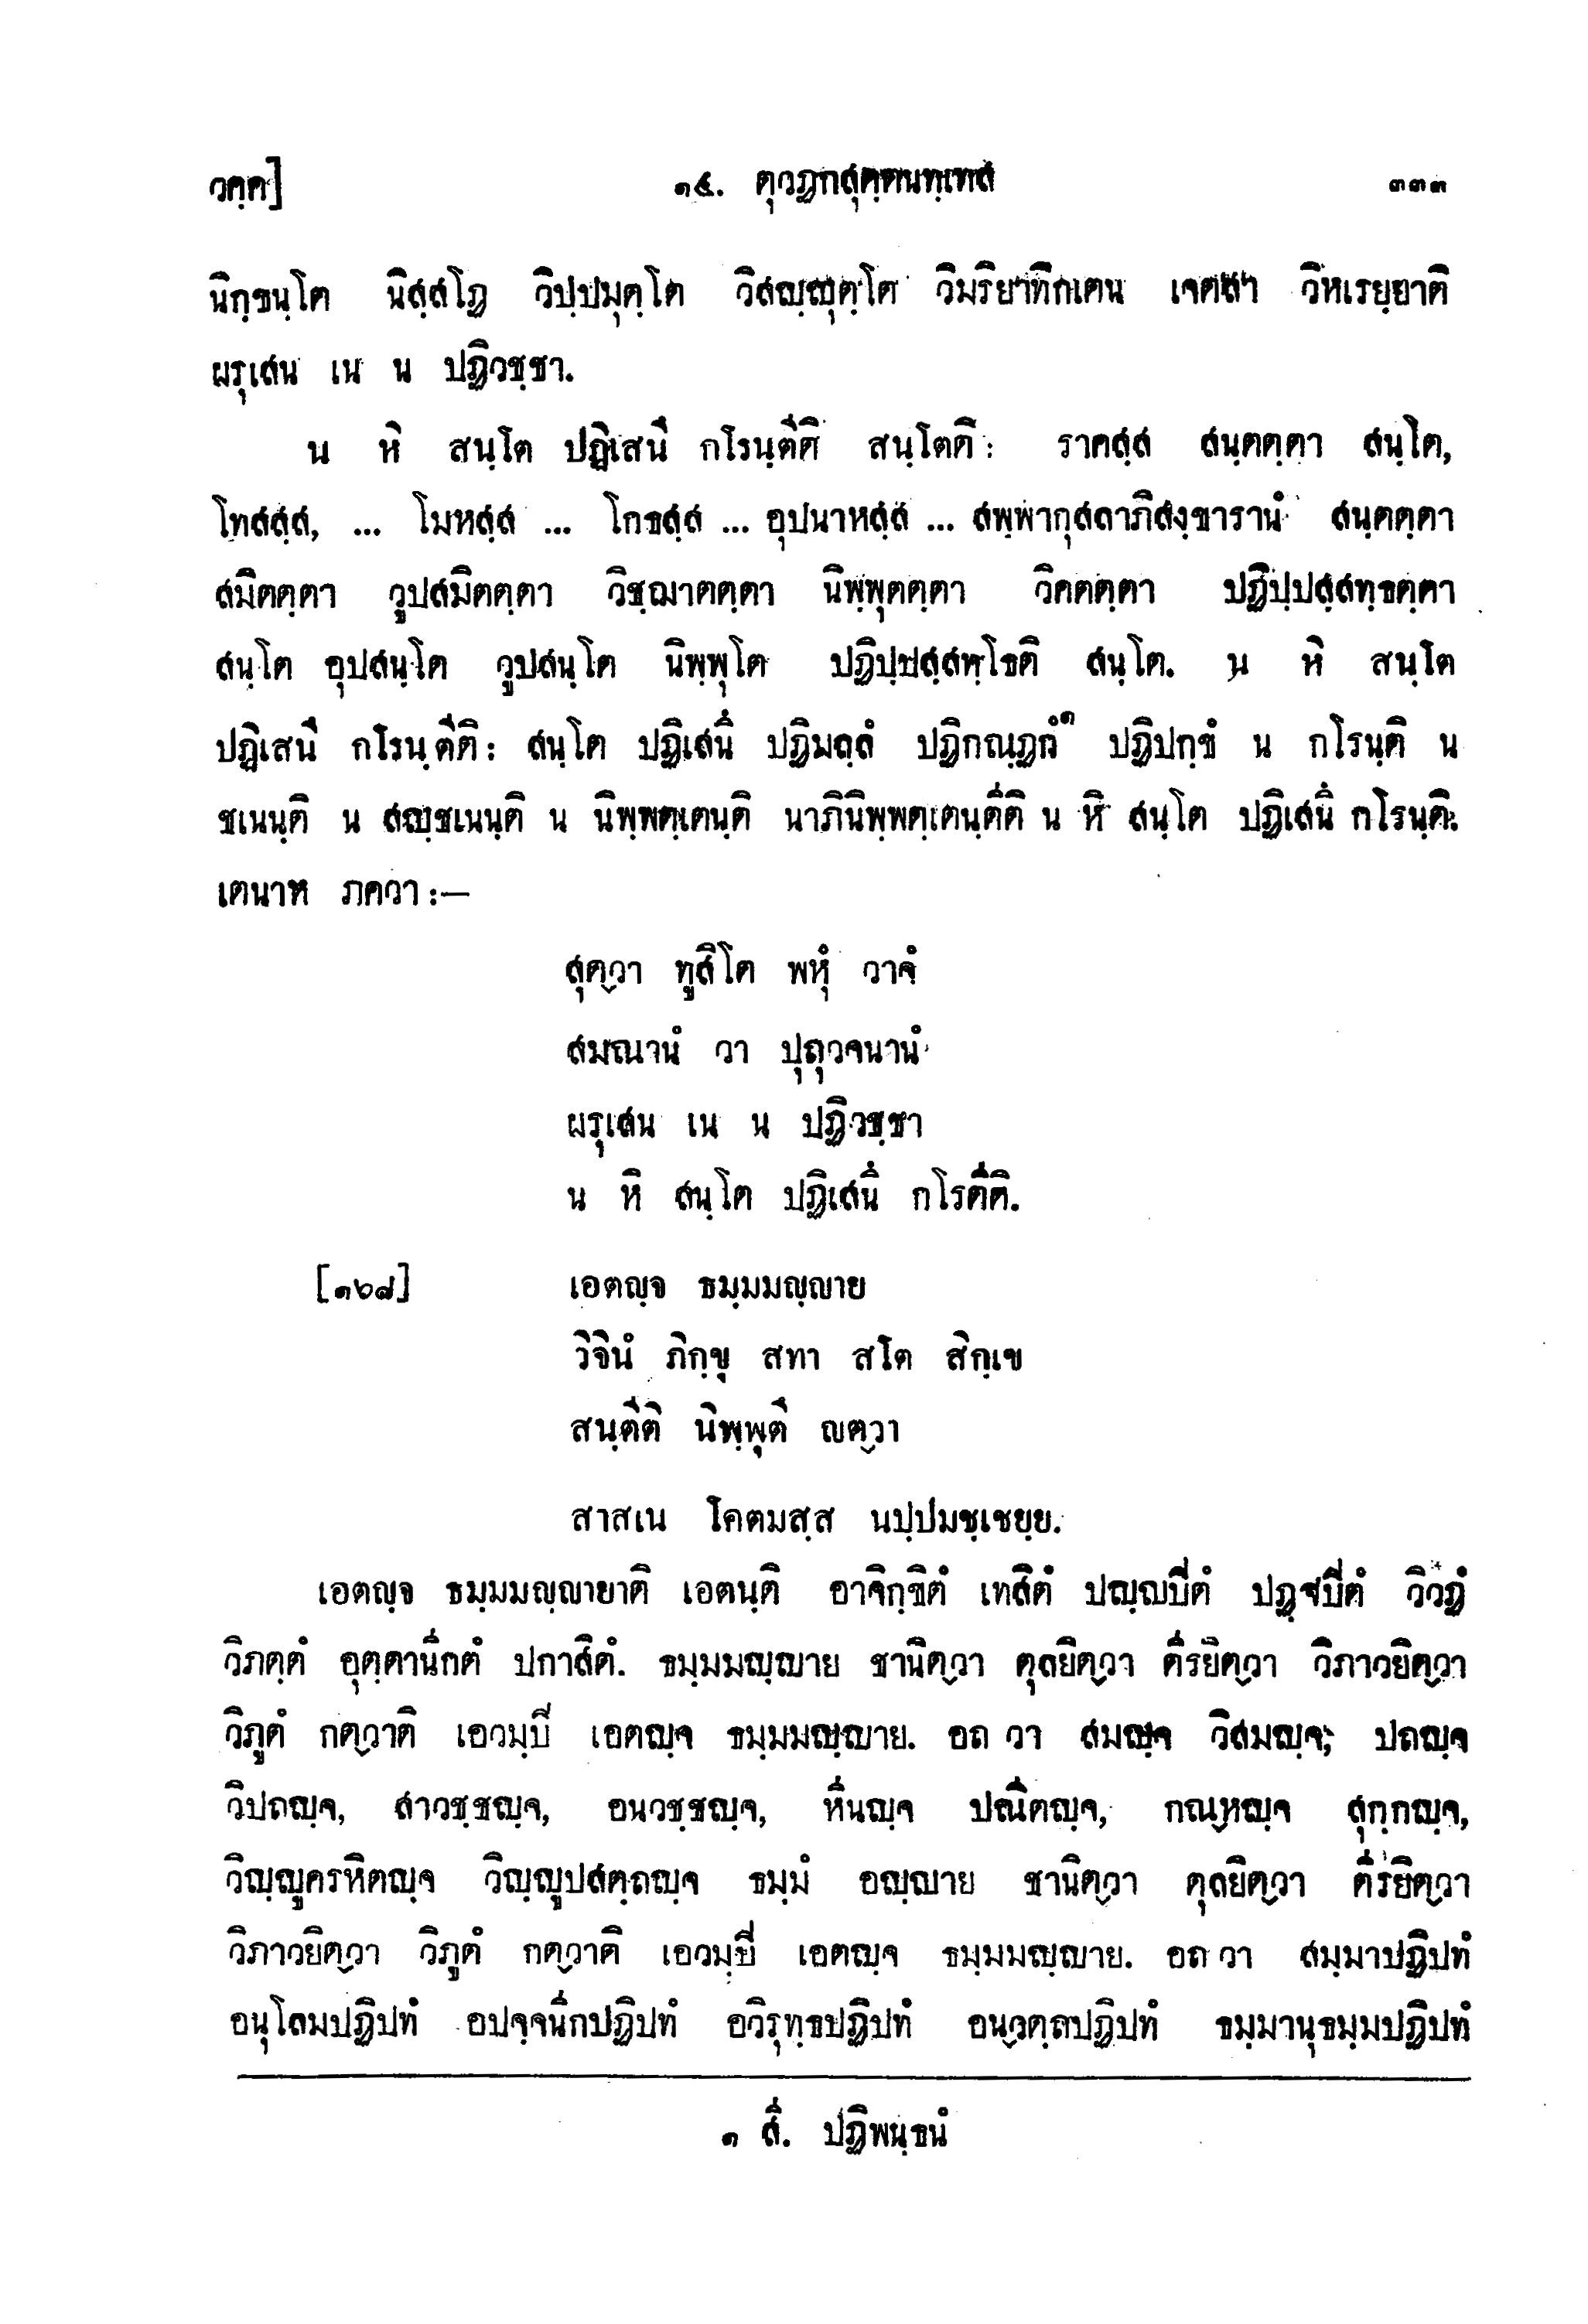 วคฺค]
๑๔. ตุวฏกสุตฺตนทฺเทส
๓๓๓
นิกฺขนฺโต นิสฺสโฏ วิปฺปมุตฺโต วิสญฺญุตฺโต วิมริยาทิกเตน เจตสา วิหเรยฺยาติ
ผรุเสน เน น ปฏิวชฺชา.
น หิ สนฺโต ปฏิเสนึ กโรนฺตีติ สนฺโตติ: ราคสฺส สนฺตตฺตา สนฺโต,
โทสสฺส, ... โมหสฺส ... โกธสฺส ... อุปนาหสฺส ... สพฺพากุสลาภิสงฺขารานํ สนฺตตฺตา
สมิตตฺตา วูปสมิตตฺตา วิชฺฌาตตฺตา นิพฺพุตตฺตา วิคตตฺตา ปฏิปฺปสฺสทฺธตฺตา
สนฺโต อุปสนฺโต วูปสนฺโต นิพฺพุโต ปฏิปฺปสฺสทฺโธติ สนฺโต. น หิ สนฺโต
ปฏิเสนึ กโรนฺตีติ: สนฺโต ปฏิเสนึ ปฏิมลฺลํ ปฏิกณฺฏกํ๑ ปฏิปกฺขํ น กโรนฺติ น
ชเนนฺติ น สญฺชเนนฺติ น นิพฺพตฺเตนฺติ นาภินิพฺพตฺเตนฺตีติ น หิ สนฺโต ปฏิเสนึ กโรนฺติ.
เตนาห ภควา :—
สุตฺวา ทูสิโต พหุํ วาจํ
สมณานํ วา ปุถุวจนานํ
ผรุเสน เน น ปฏิวชฺชา
น หิ สนฺโต ปฏิเสนึ กโรตีติ.
[๑๖๘] เอตญฺจ ธมฺมมญฺญาย
วิจินํ ภิกฺขุ สทา สโต สิกฺเข
สนฺตีติ นิพฺพุตึ ญตฺวา
สาสเน โคตมสฺส นปฺปมชฺเชยฺย.
เอตญฺจ ธมฺมมญฺญายาติ เอตนฺติ อาจิกฺขิตํ เทสิตํ ปญฺญปิตํ ปฏฺฐปิตํ วิวฏํ
วิภตฺตํ อุตฺตานีกตํ ปกาสิตํ. ธมฺมมญฺญาย ชานิตฺวา ตุลยิตฺวา ตีรยิตฺวา วิภาวยิตฺวา
วิภูตํ กตฺวาติ เอวมฺปิ เอตญฺจ ธมฺมมญฺญาย. อถ วา สมญฺจ วิสมญฺจ, ปถญฺจ
วิปถญฺจ, สาวชฺชญฺจ, อนวชฺชญฺจ, หีนญฺจ ปณีตญฺจ, กณฺหญฺจ สุกฺกญฺจ,
วิญฺญูครหิตญฺจ วิญฺญูปสตฺถญฺจ ธมฺมํ อญฺญาย ชานิตฺวา ตุลยิตฺวา ตีรยิตฺวา
วิภาวยิตฺวา วิภูตํ กตฺวาติ เอวมฺปิ เอตญฺจ ธมฺมมญฺญาย. อถ วา สมฺมาปฏิปทํ
อนุโลมปฏิปทํ อปจฺจนีกปฏิปทํ อวิรุทฺธปฏิปทํ อนฺวตฺถปฏิปทํ ธมฺมานุธมฺมปฏิปทํ
๑ สี. ปฏิพนฺธนํ